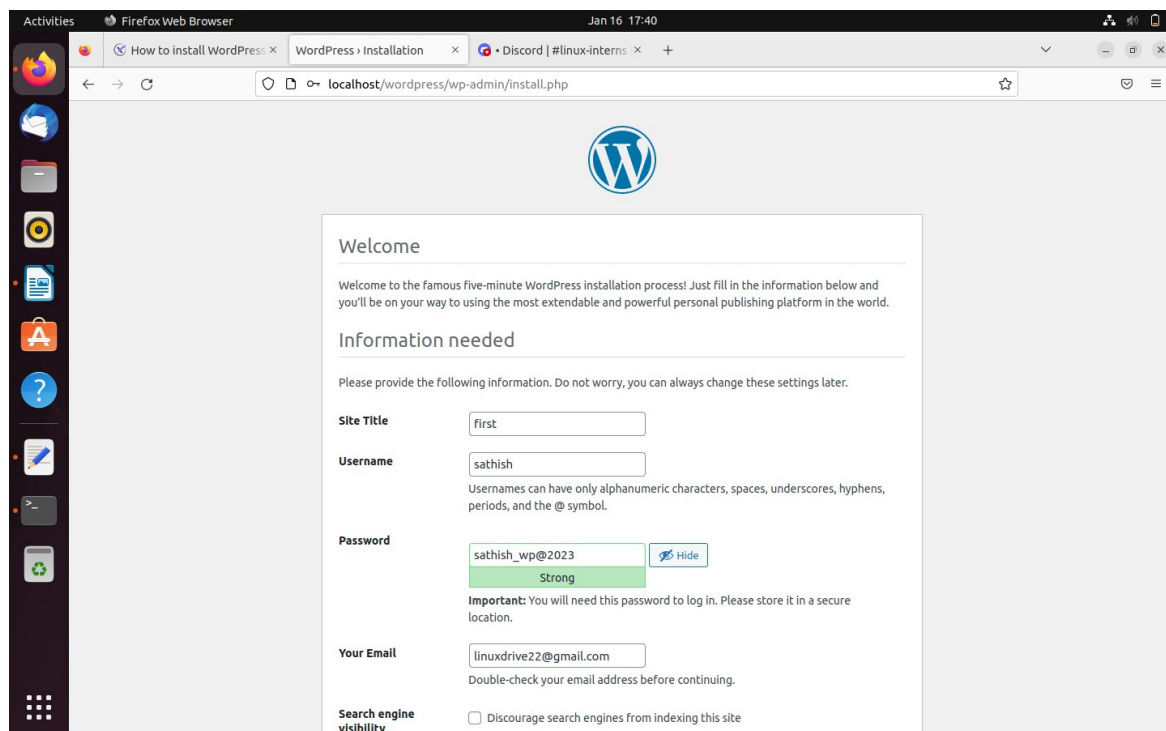 Activities Firefox Web Browser Jan 16 17:40
How to install WordPress WordPress › Installation • Discord | #linux-interns
localhost/wordpress/wp-admin/install.php
W
Welcome
Welcome to the famous five-minute WordPress installation process! Just fill in the information below and
you'll be on your way to using the most extendable and powerful personal publishing platform in the world.
Information needed
Please provide the following information. Do not worry, you can always change these settings later.
Site Title first
Username sathish
Usernames can have only alphanumeric characters, spaces, underscores, hyphens,
periods, and the @ symbol.
Password sathish_wp@2023 Hide
Strong
Important: You will need this password to log in. Please store it in a secure
location.
Your Email linuxdrive22@gmail.com
Double-check your email address before continuing.
Search engine Discourage search engines from indexing this site
visibility